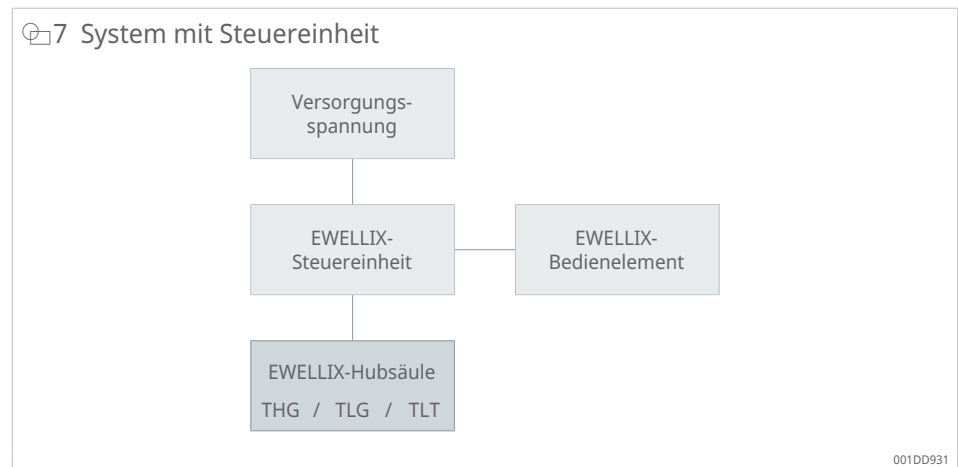 7 System mit Steuereinheit
Versorgungs-
spannung
EWELLIX-
Steuereinheit
EWELLIX-
Bedienelement
EWELLIX-Hubsäule
THG / TLG / TLT
001DD931